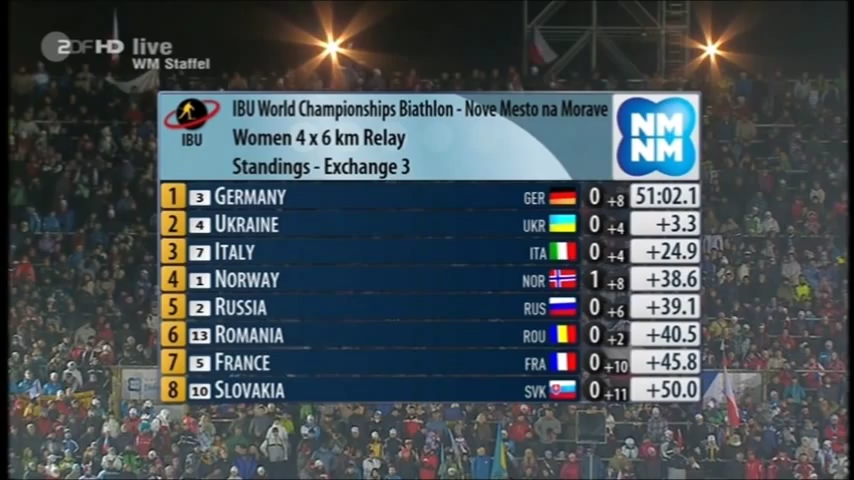 ZDF HD live
WM Staffel
IBU
IBU World Championships Biathlon - Nove Mesto na Morave
Women 4 x 6 km Relay
Standings - Exchange 3
NM
NM
1 3 GERMANY GER 0 +8 51:02.1
2 4 UKRAINE UKR 0 +4 +3.3
3 7 ITALY ITA 0 +4 +24.9
4 1 NORWAY NOR 1 +8 +38.6
5 2 RUSSIA RUS 0 +6 +39.1
6 13 ROMANIA ROU 0 +2 +40.5
7 5 FRANCE FRA 0 +10 +45.8
8 10 SLOVAKIA SVK 0 +11 +50.0